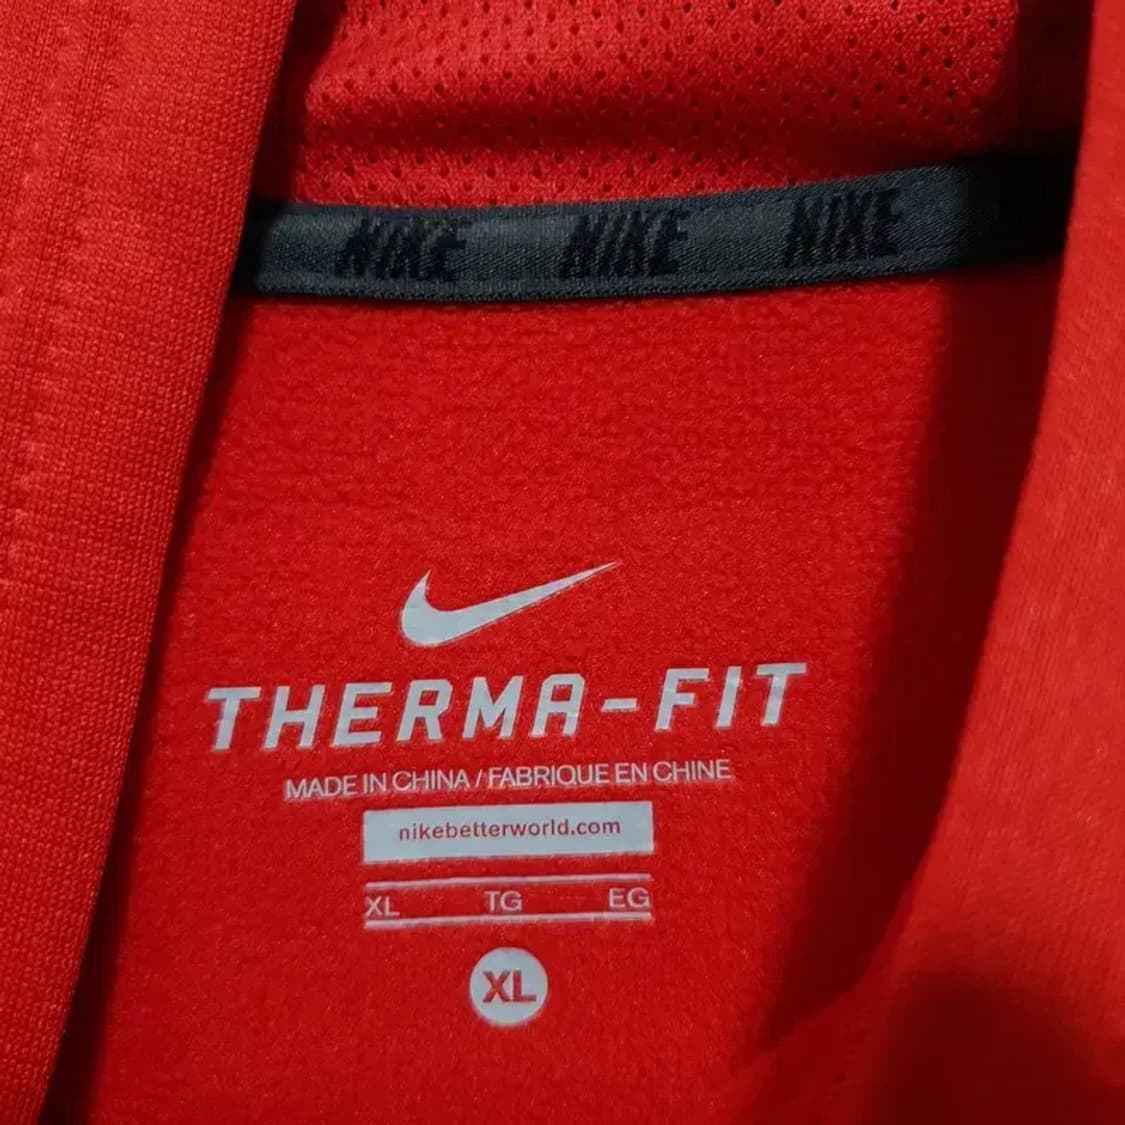 NIKE NIKE NIKE
THERMA-FIT
MADE IN CHINA / FABRIQUE EN CHINE
nikebetterworld.com
XL TG EG
XL